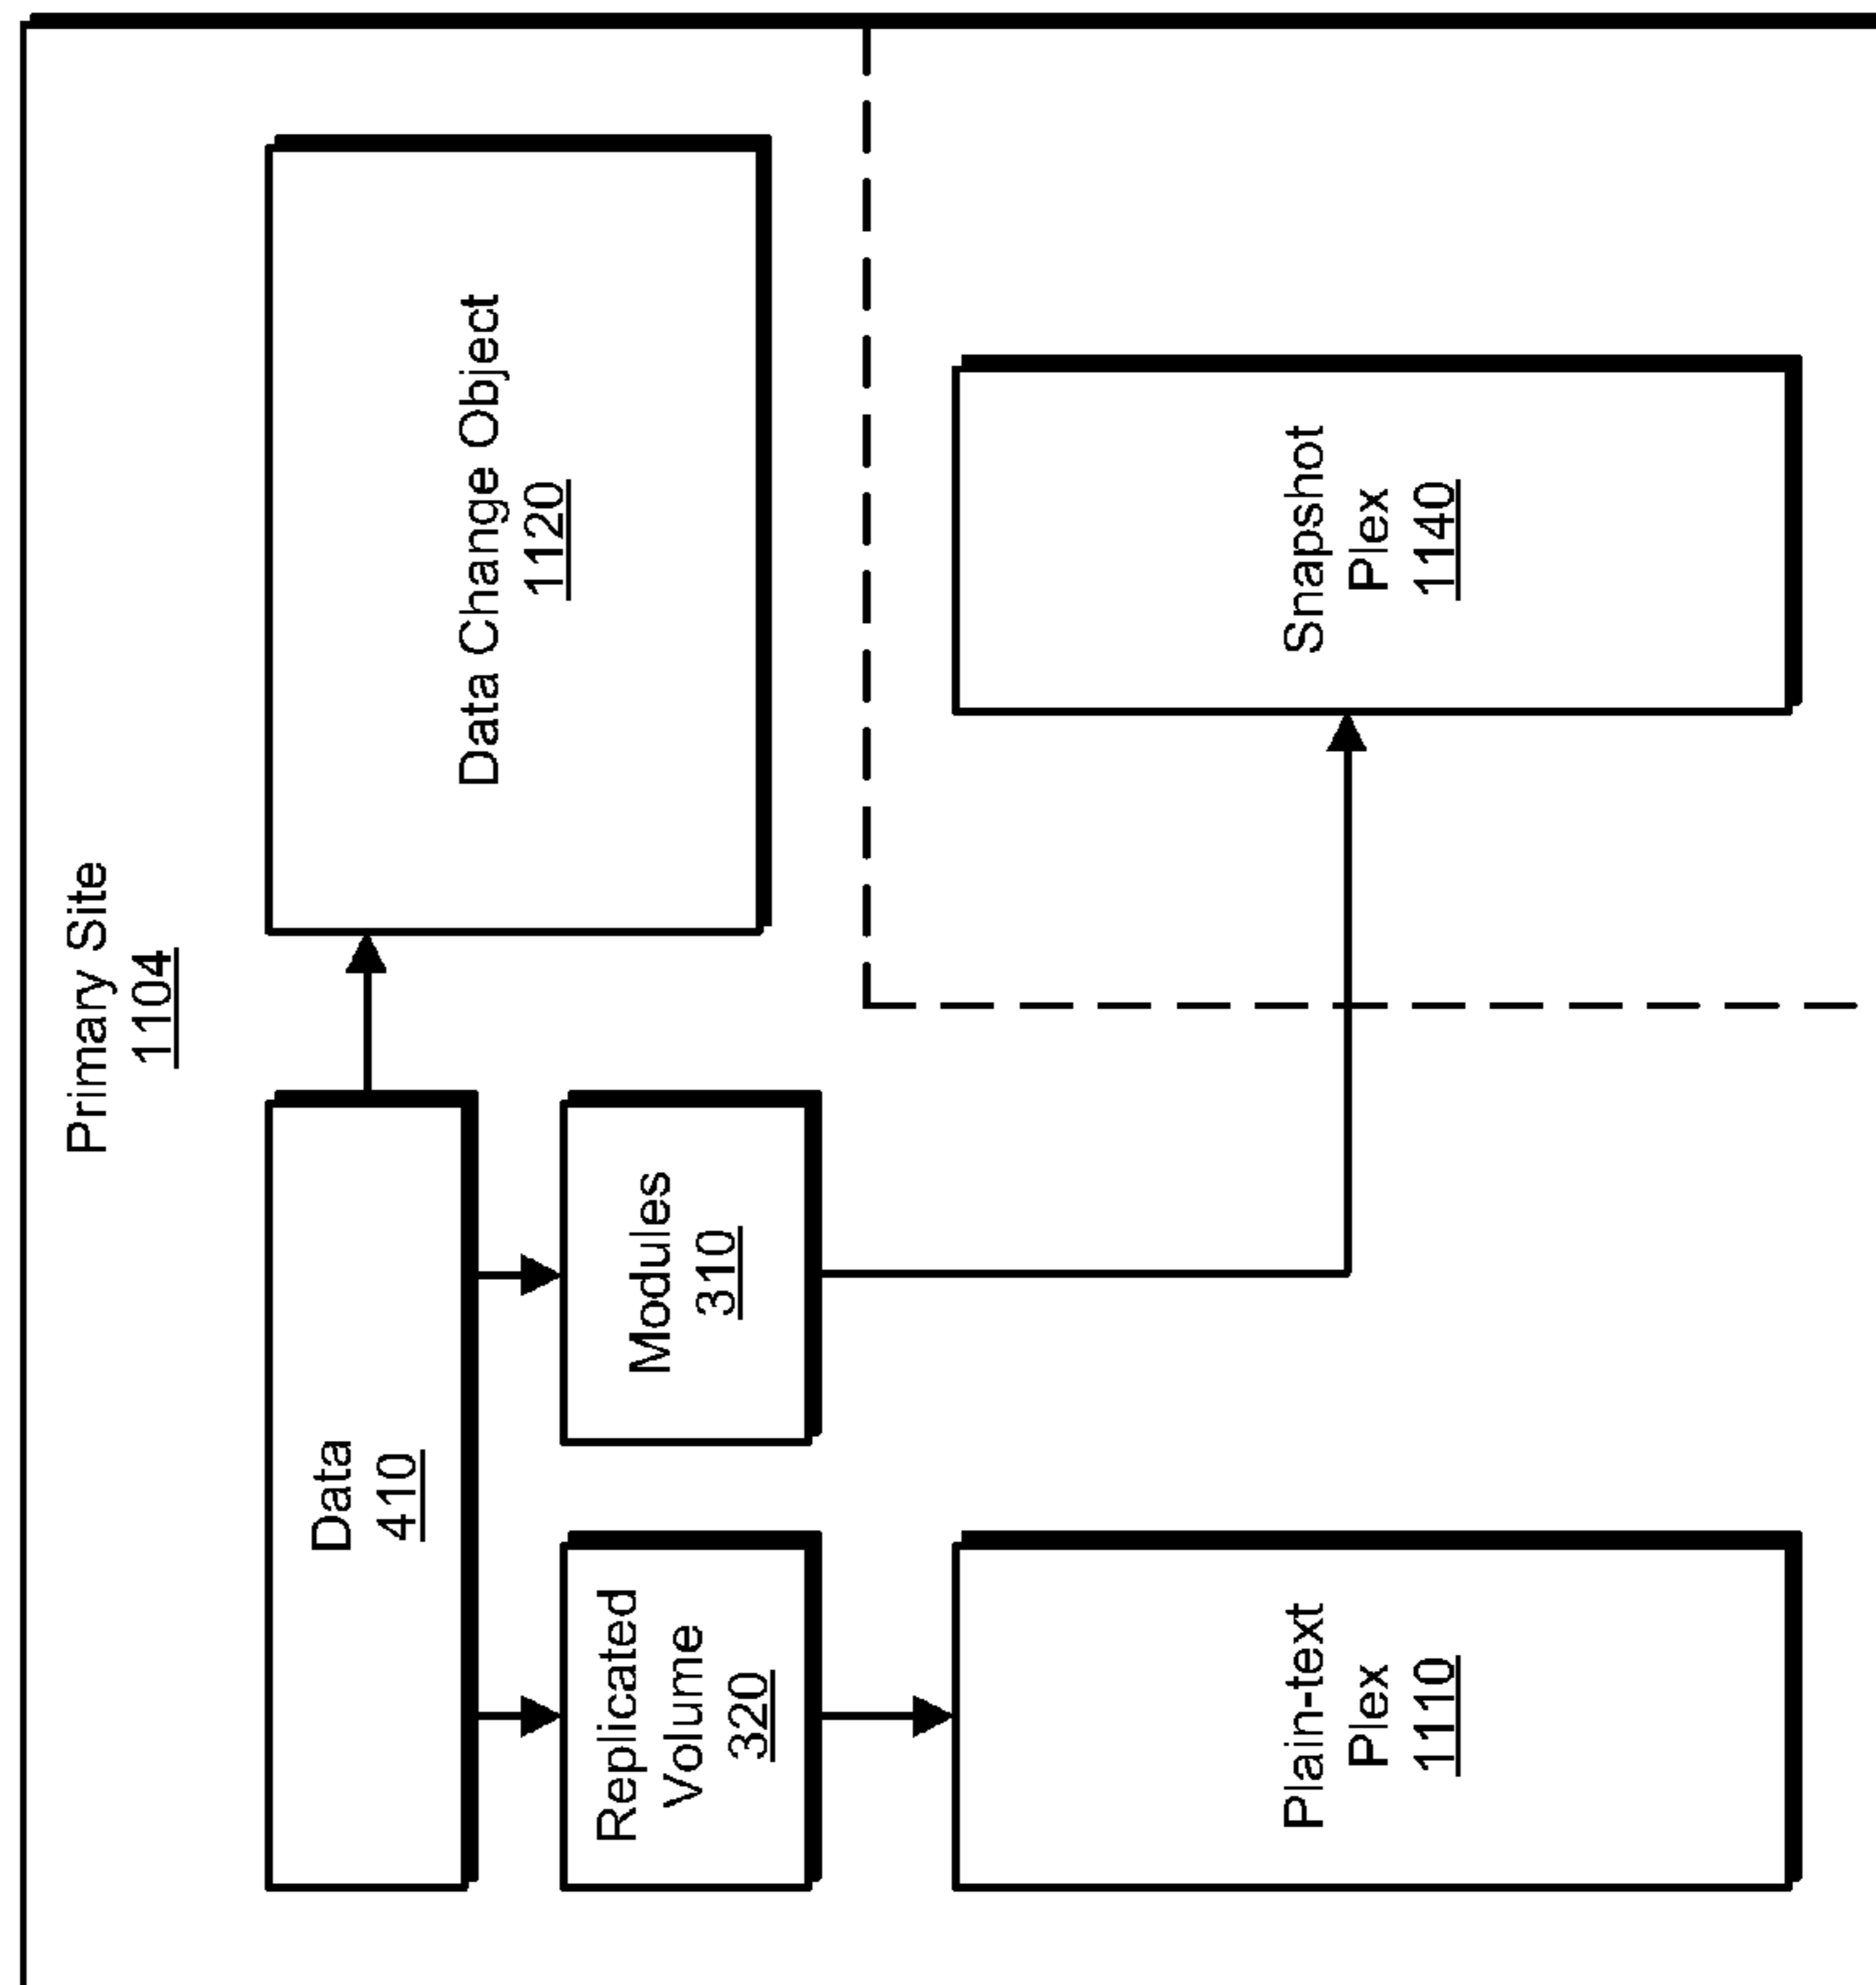 Primary Site
1104
Data
410
Data Change Object
1120
Replicated
Volume
320
Modules
310
Plain-text
Plex
1110
Snapshot
Plex
1140